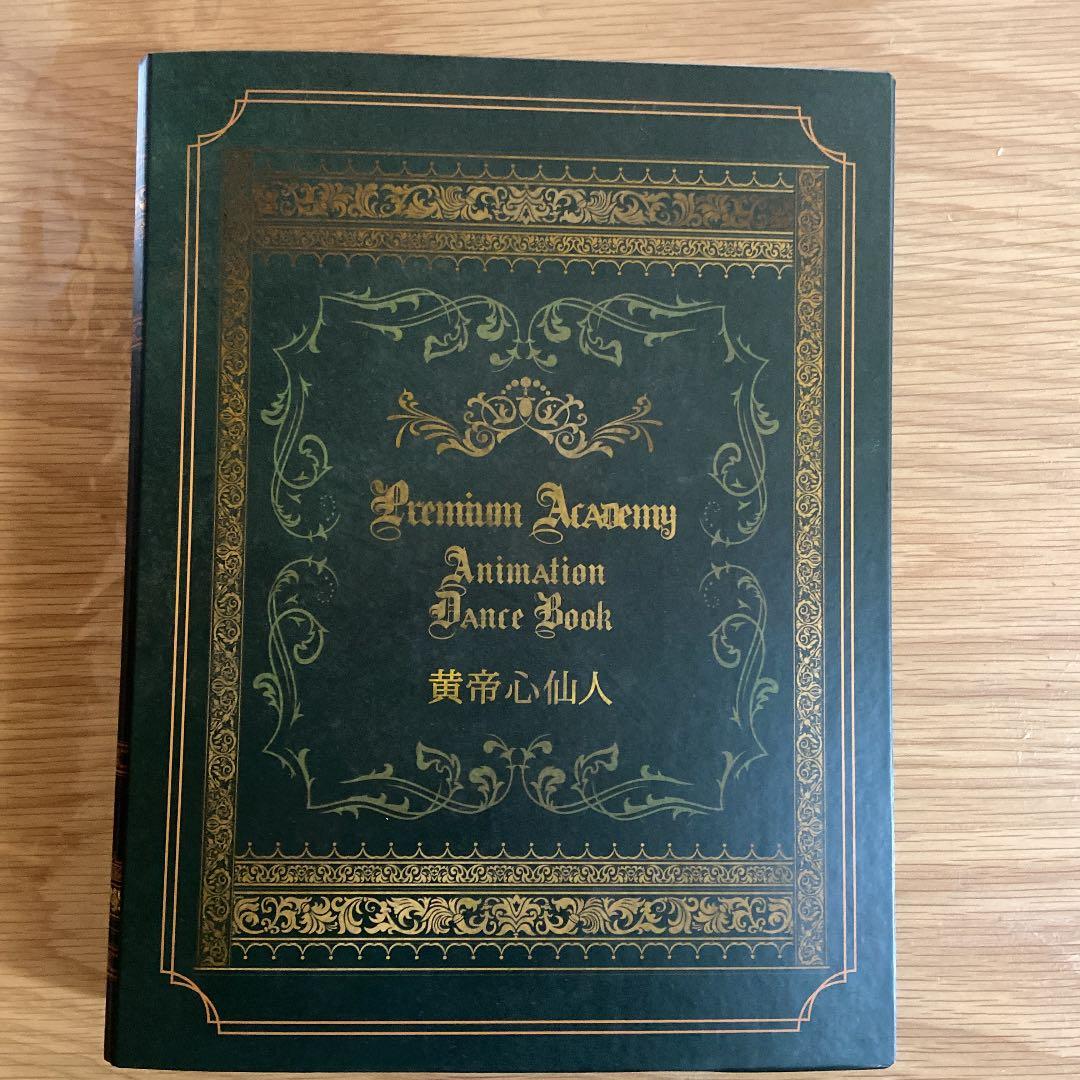 Premium Academy
Animation
Dance Book
黄帝心仙人